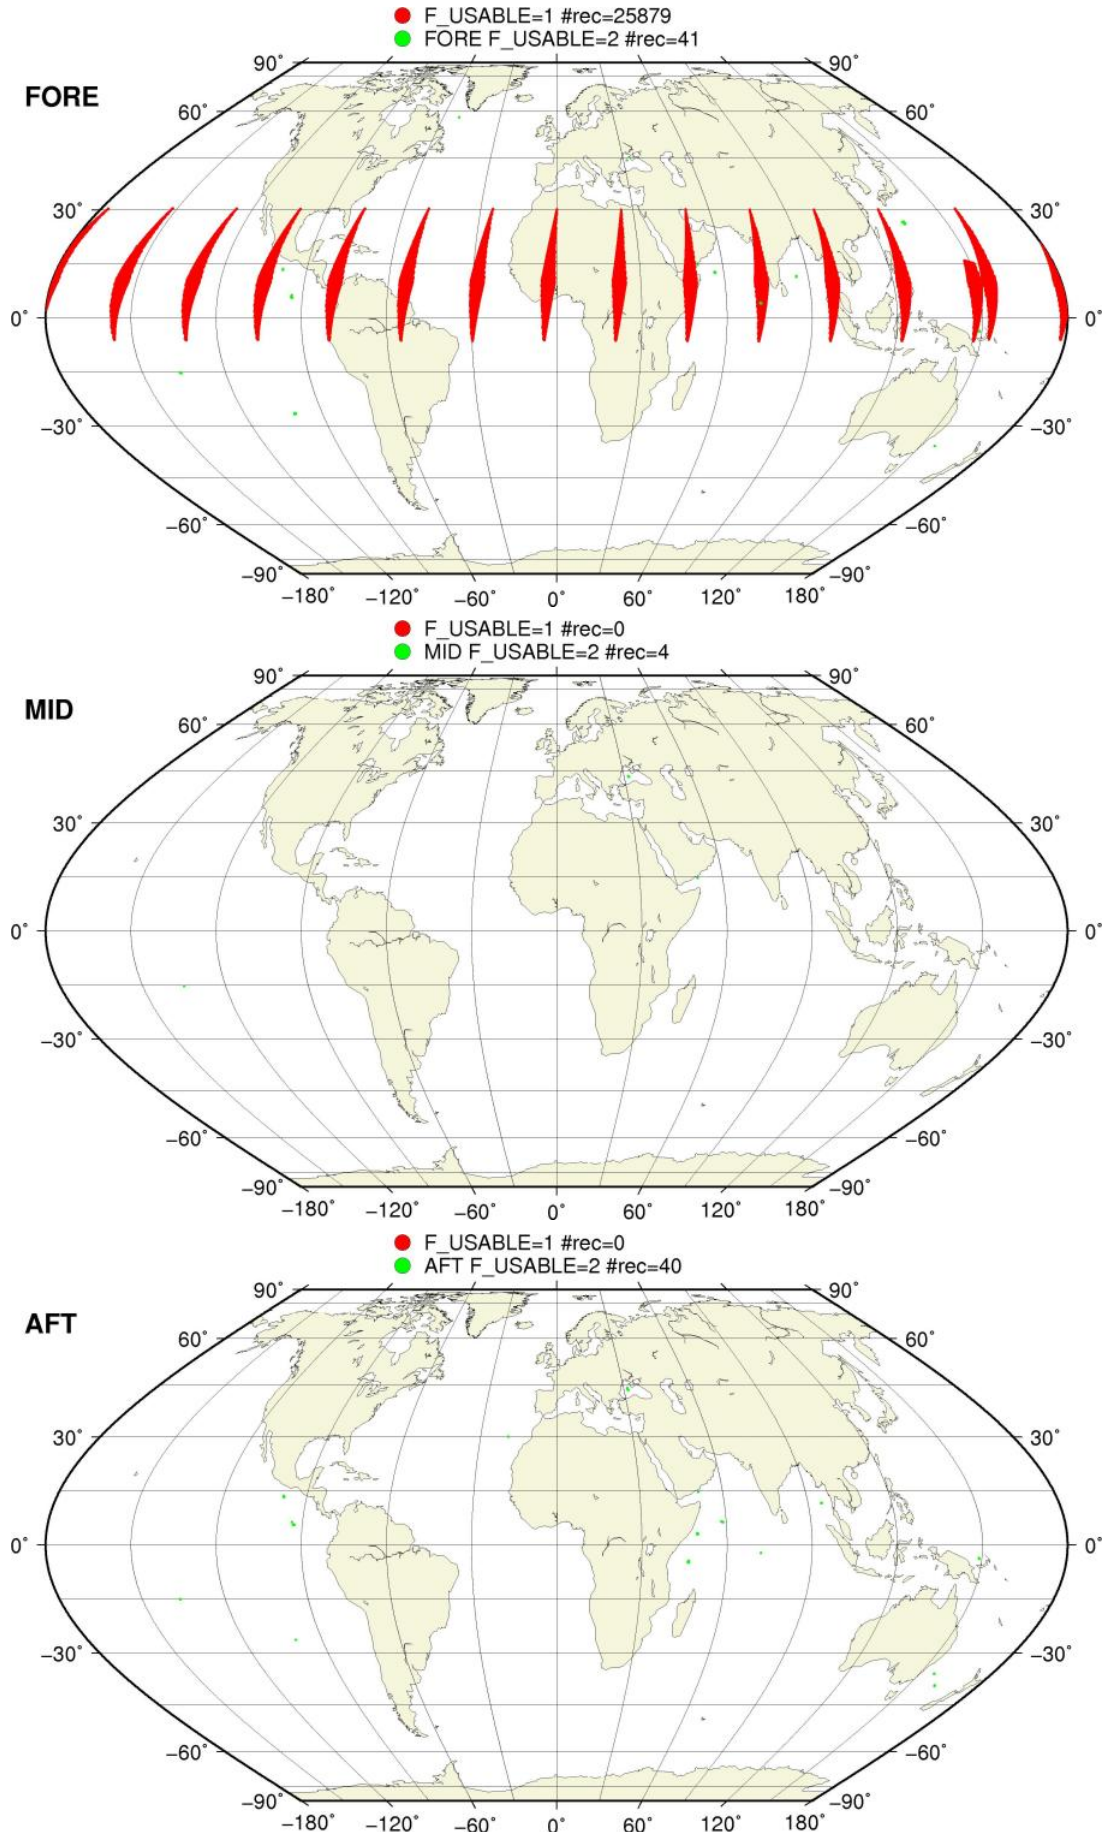 F_USABLE=1 #rec=25879
FORE F_USABLE=2 #rec=41
FORE
90° 90°
60° 60°
30° 30°
0° 0°
−30° −30°
−60° −60°
−90° −90°
−180° −120° −60° 0° 60° 120° 180°
F_USABLE=1 #rec=0
MID F_USABLE=2 #rec=4
MID
90° 90°
60° 60°
30° 30°
0° 0°
−30° −30°
−60° −60°
−90° −90°
−180° −120° −60° 0° 60° 120° 180°
F_USABLE=1 #rec=0
AFT F_USABLE=2 #rec=40
AFT
90° 90°
60° 60°
30° 30°
0° 0°
−30° −30°
−60° −60°
−90° −90°
−180° −120° −60° 0° 60° 120° 180°